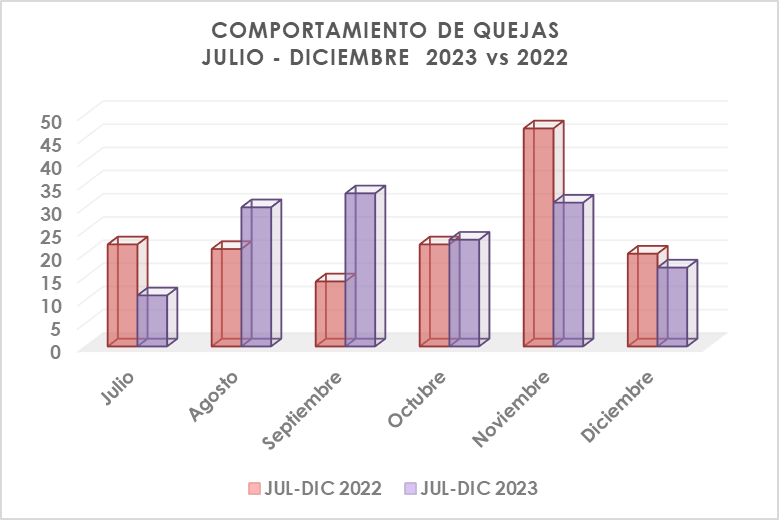 COMPORTAMIENTO DE QUEJAS
JULIO - DICIEMBRE 2023 vs 2022
50
45
40
35
30
25
20
15
10
5
0
Julio
Agosto
Septiembre
Octubre
Noviembre
Diciembre
JUL-DIC 2022
JUL-DIC 2023